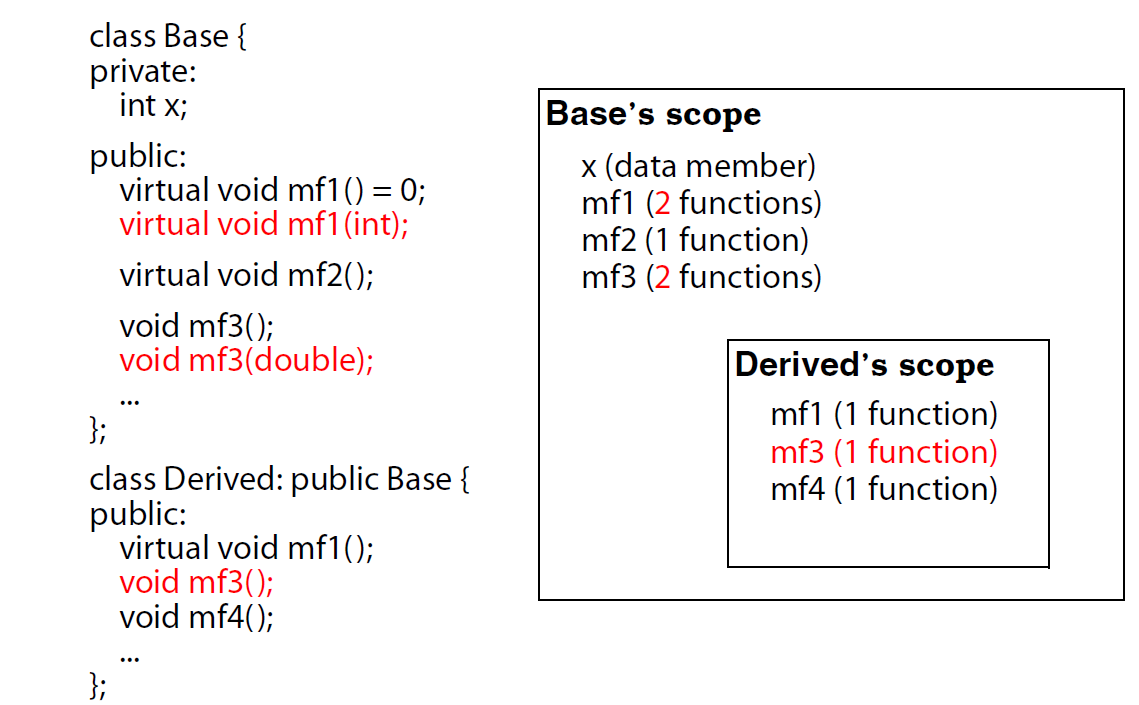 class Base {
private:
int x;
public:
virtual void mf1() = 0;
virtual void mf1(int);
virtual void mf2();
void mf3();
void mf3(double);
...
};
class Derived: public Base {
public:
virtual void mf1();
void mf3();
void mf4();
...
};
Base’s scope
x (data member)
mf1 (2 functions)
mf2 (1 function)
mf3 (2 functions)
Derived’s scope
mf1 (1 function)
mf3 (1 function)
mf4 (1 function)